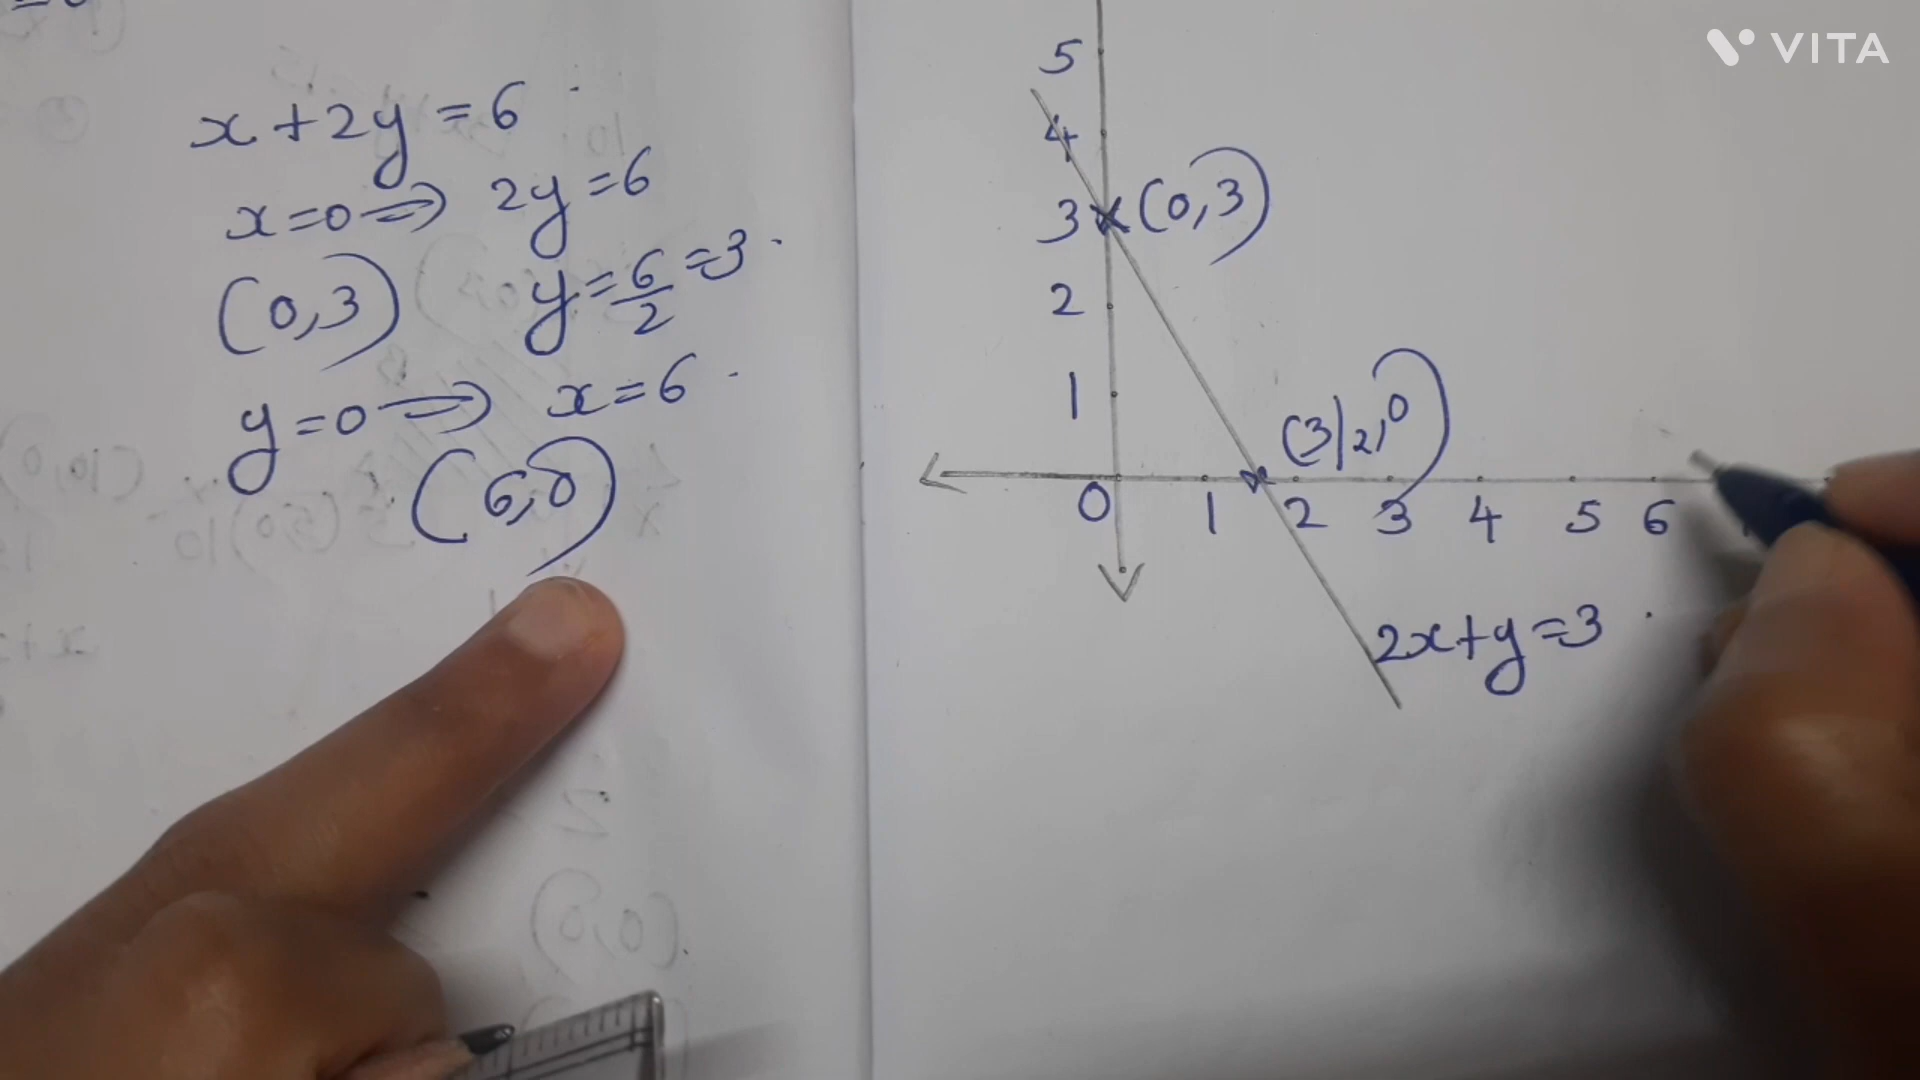 x+2y=6
x=0⇒ 2y=6
(0,3) y=6/2=3
y=0⇒ x=6
(6,0)
VITA
5
4
3 (0,3)
2
1
(3/2,0)
0 1 2 3 4 5 6
2x+y=3